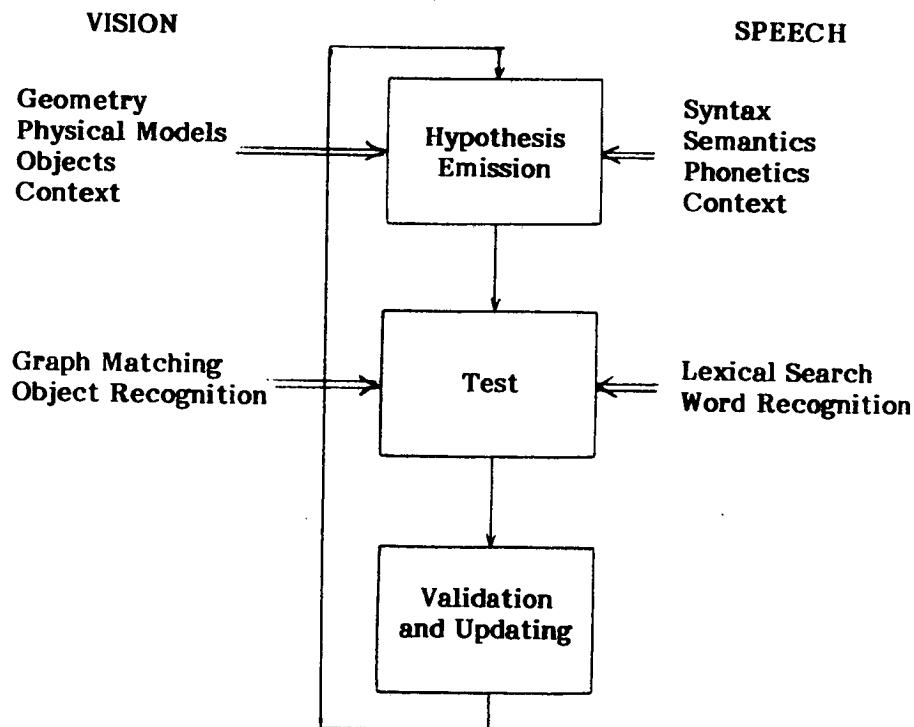 VISION
SPEECH
Geometry
Physical Models
Objects
Context
Hypothesis
Emission
Syntax
Semantics
Phonetics
Context
Graph Matching
Object Recognition
Test
Lexical Search
Word Recognition
Validation
and Updating